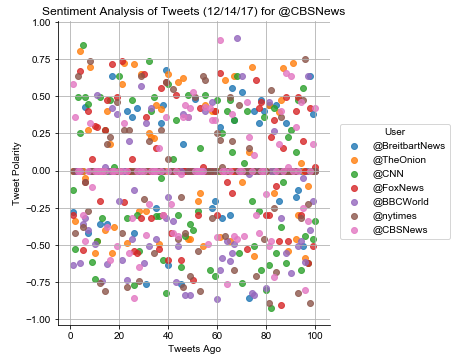 Sentiment Analysis of Tweets (12/14/17) for @CBSNews
1.00
0.75
0.50
0.25
0.00
−0.25
−0.50
−0.75
−1.00
Tweet Polarity
0 20 40 60 80 100
Tweets Ago
User
@BreitbartNews
@TheOnion
@CNN
@FoxNews
@BBCWorld
@nytimes
@CBSNews